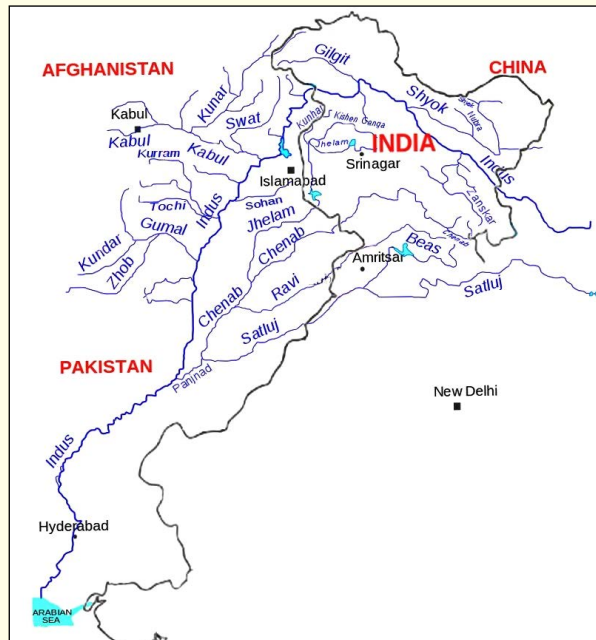 AFGHANISTAN
CHINA
Gilgit
Kunar
Shyok
Shok
Nubra
Kabul
Swat
Kunhar
Kishen Ganga
Kabul
Kabul
Jhelam
INDIA
Kurram
Srinagar
Indus
Islamabad
Zanskar
Tochi
Indus
Sohan
Gumal
Jhelam
Chenab
Beas
Kundar
Zhob
Amritsar
Ravi
Satluj
Chenab
Satluj
PAKISTAN
Panjnad
New Delhi
Indus
Hyderabad
ARABIAN
SEA